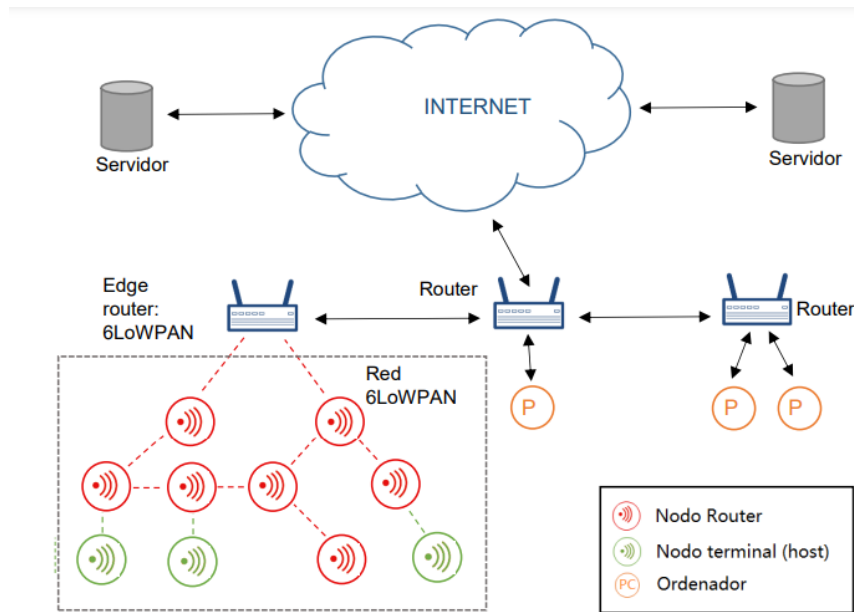 INTERNET
Servidor
Servidor
Edge
router:
6LoWPAN
Router
Router
Red
6LoWPAN
P
P
P
Nodo Router
Nodo terminal (host)
PC
Ordenador